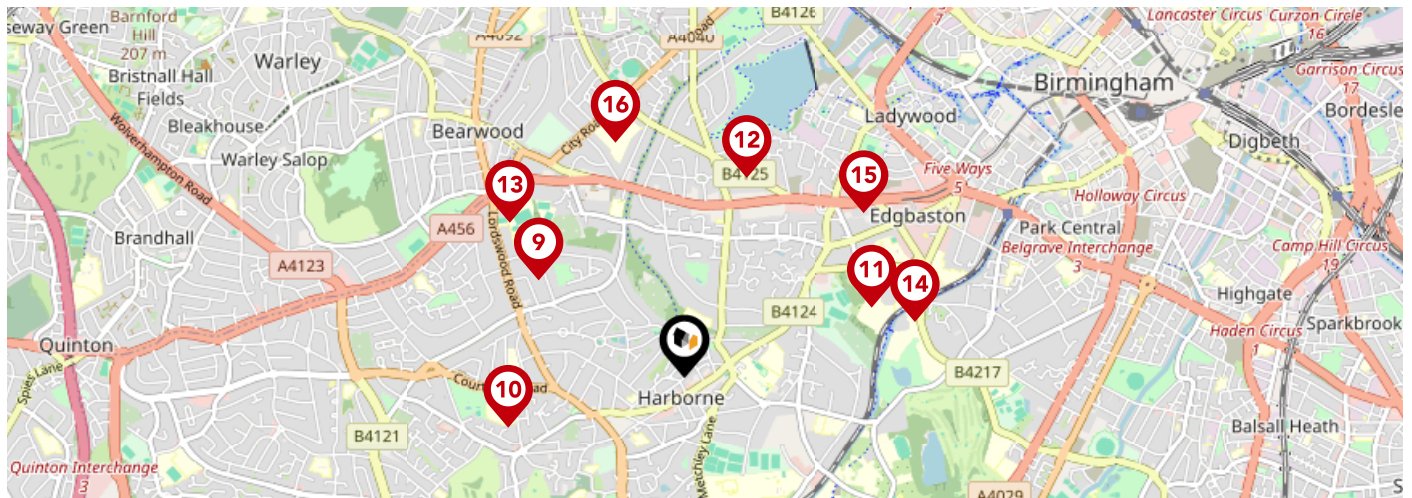 seway Green
Barnford
Hill
207 m
Warley
Bristnall Hall
Fields
Bleakhouse
Warley Salop
Wolverhampton Road
Brandhall
A4123
A456
Quinton
Spies Lane
Quinton Interchange
3
B4121
A4092
Bearwood
City Roa
Road
A4040
16
13
9
10
Lordswood Road
Cour
ad
Harborne
Metchley Lane
B4126
12
B4125
15
11
14
B4124
B4217
A4029
Ladywood
Edgbaston
Five Ways
5
Birmingham
Lancaster Circus
Curzon Circle
16
Garrison Circus
17
Bordesle
Digbeth
Holloway Circus
Park Central
Belgrave Interchange
3
Camp Hill Circus
19
Highgate
Haden Circus
1
Sparkbrook
Balsall Heath
S